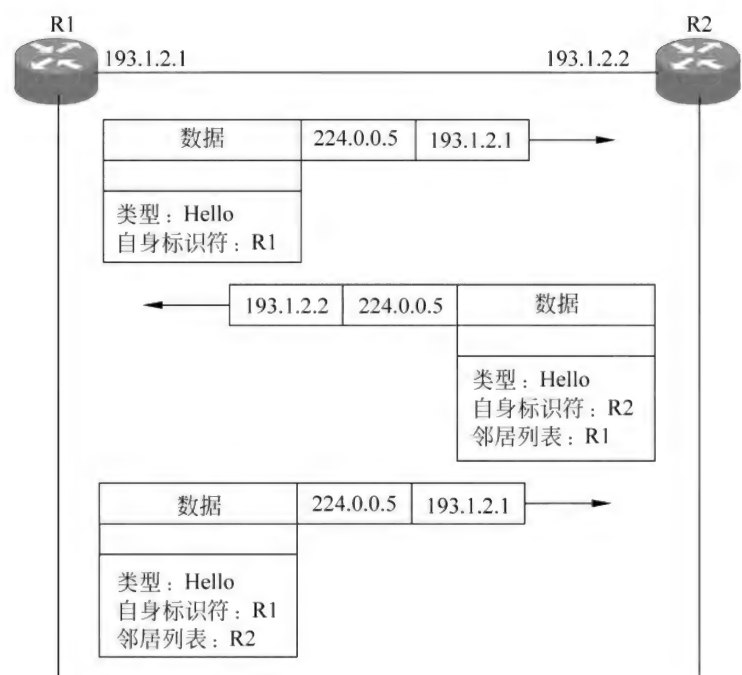 R1 R2
193.1.2.1 193.1.2.2
数据 224.0.0.5 193.1.2.1
类型：Hello
自身标识符：R1
193.1.2.2 224.0.0.5 数据
类型：Hello
自身标识符：R2
邻居列表：R1
数据 224.0.0.5 193.1.2.1
类型：Hello
自身标识符：R1
邻居列表：R2